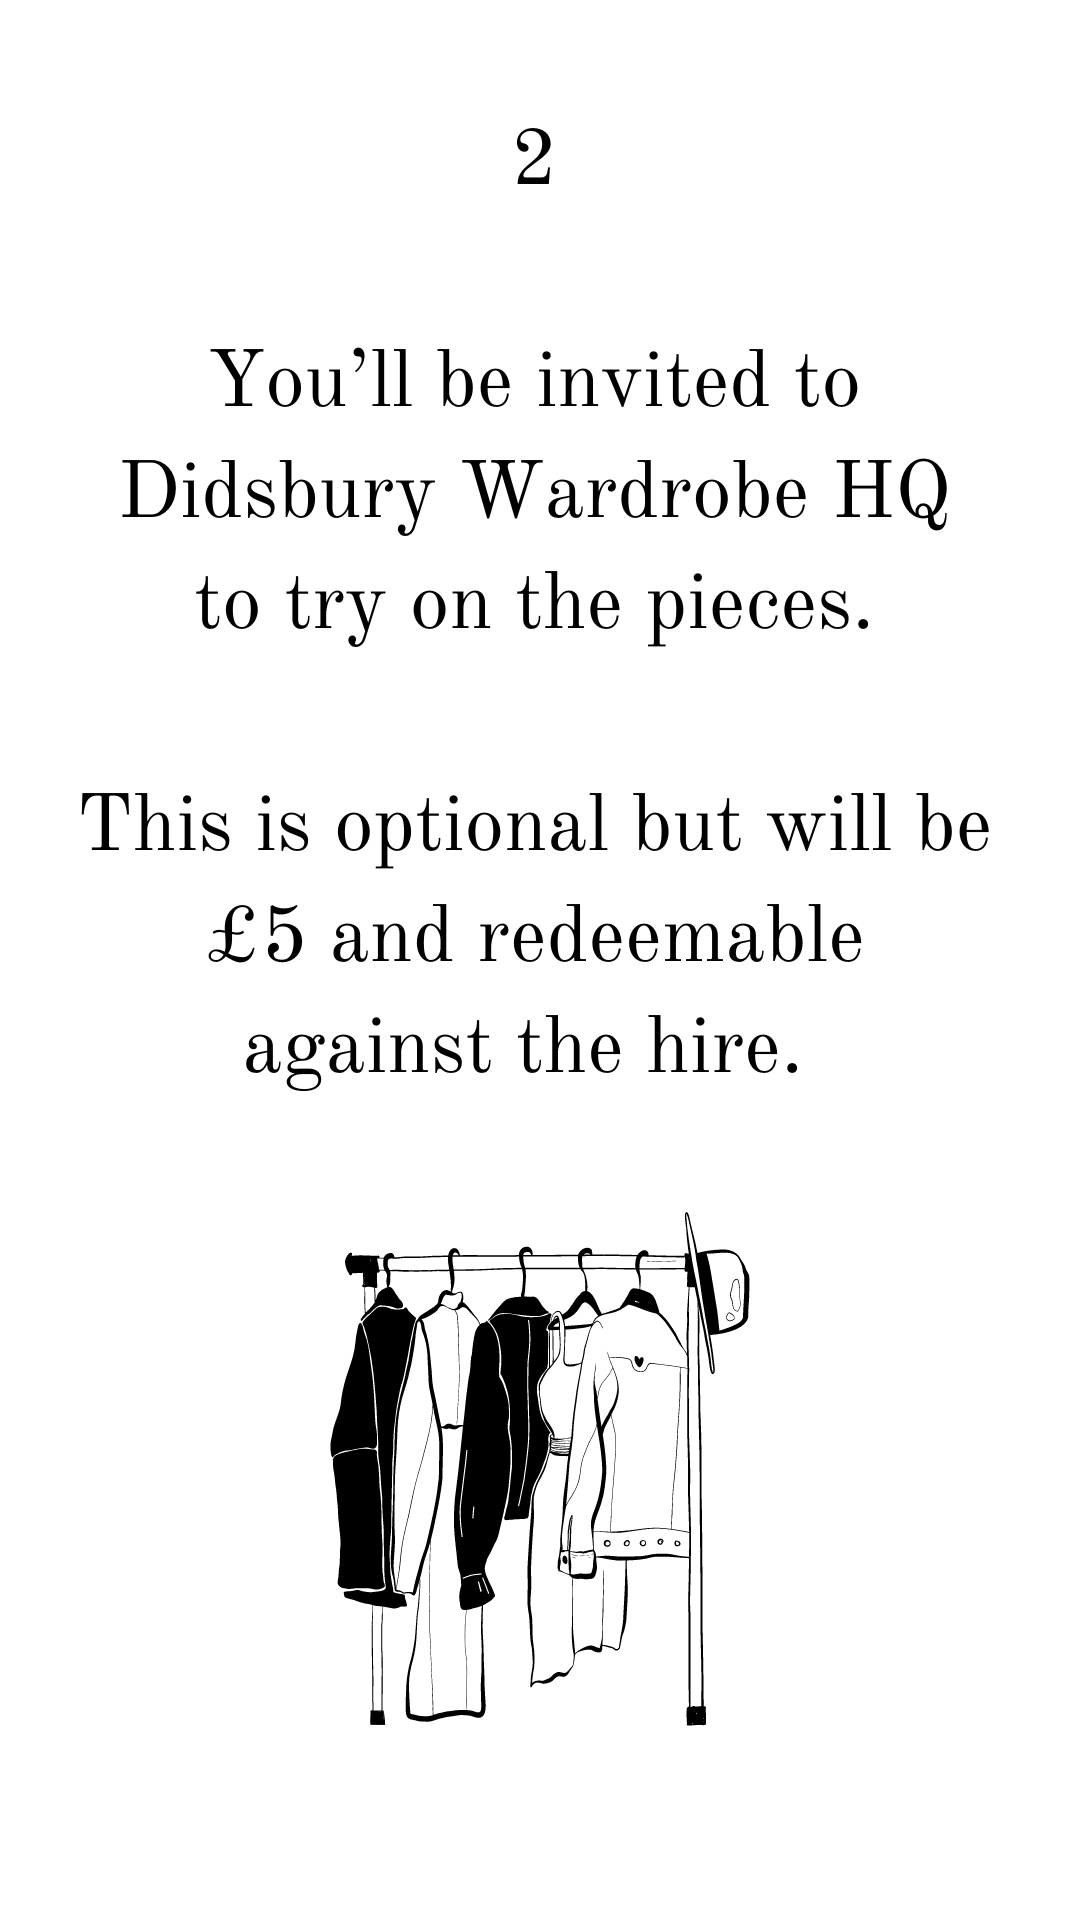 2
You’ll be invited to
Didsbury Wardrobe HQ
to try on the pieces.
This is optional but will be
£5 and redeemable
against the hire.